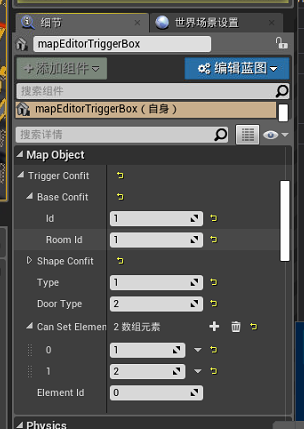 细节
世界场景设置
mapEditorTriggerBox
+添加组件
编辑蓝图
搜索组件
mapEditorTriggerBox（自身）
搜索详情
Map Object
Trigger Confit
Base Confit
Id 1
Room Id 1
Shape Confit
Type 1
Door Type 2
Can Set Elemen 2 数组元素
0 1
1 2
Element Id 0
Physics